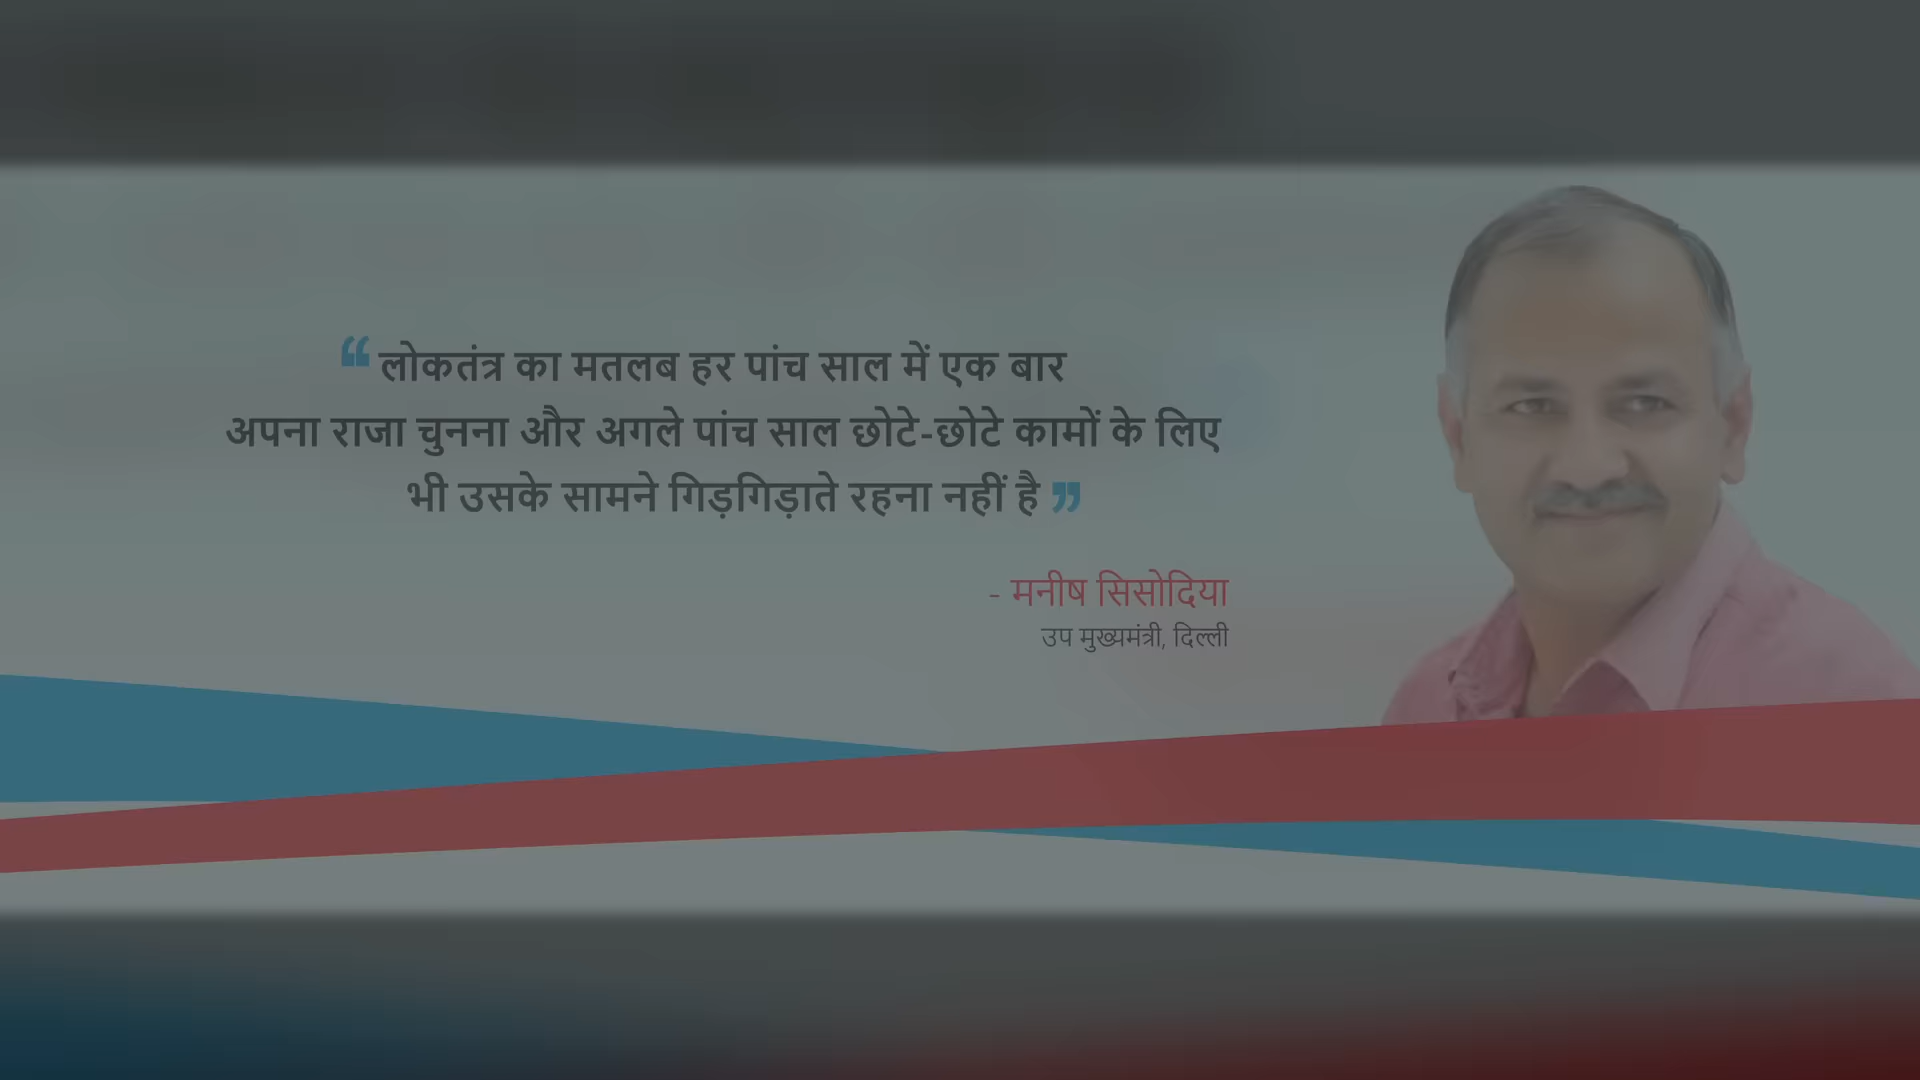 ❝ लोकतंत्र का मतलब हर पांच साल में एक बार
अपना राजा चुनना और अगले पांच साल छोटे-छोटे कामों के लिए
भी उसके सामने गिड़गिड़ाते रहना नहीं है ❞
- मनीष सिसोदिया
उप मुख्यमंत्री, दिल्ली